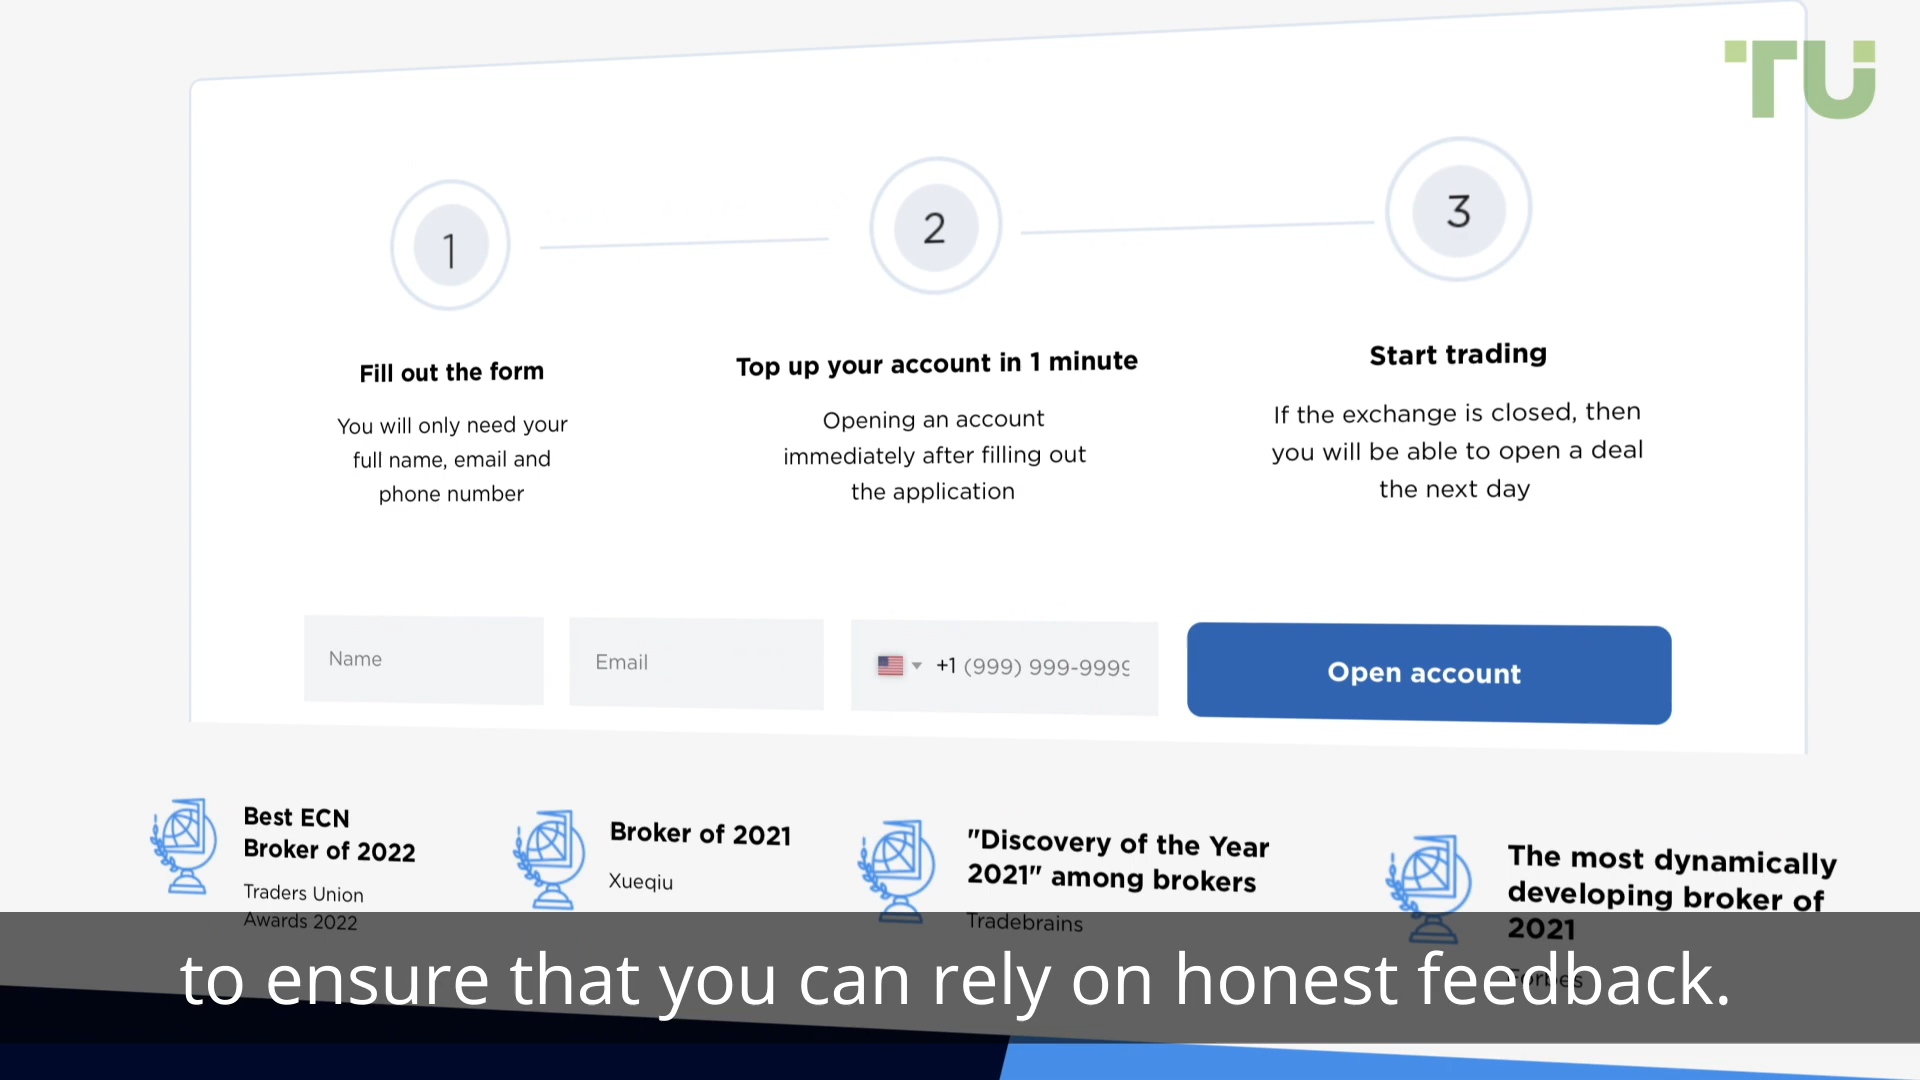 TU
1
2
3
Fill out the form
You will only need your
full name, email and
phone number
Top up your account in 1 minute
Opening an account
immediately after filling out
the application
Start trading
If the exchange is closed, then
you will be able to open a deal
the next day
Name
Email
+1 (999) 999-9999
Open account
Best ECN
Broker of 2022
Traders Union
Awards 2022
Broker of 2021
Xueqiu
"Discovery of the Year
2021" among brokers
Tradebrains
The most dynamically
developing broker of
2021
Forbes
to ensure that you can rely on honest feedback.